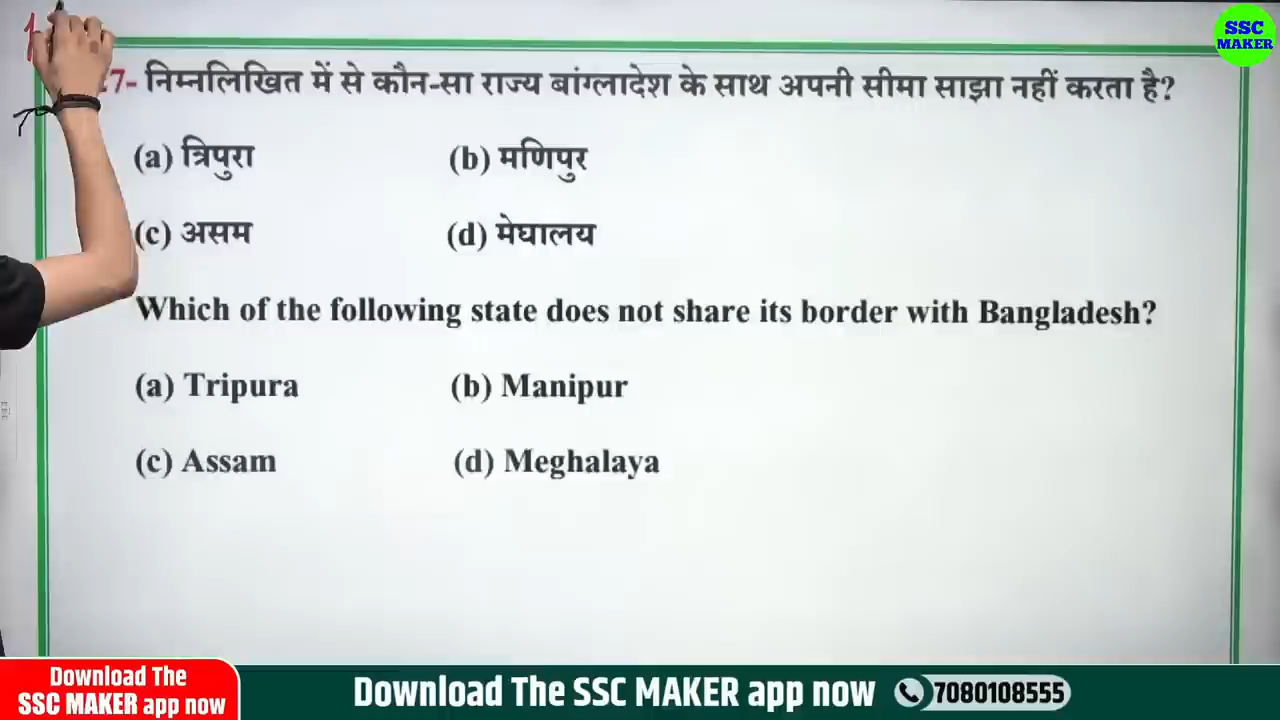 SSC
MAKER
7- निम्नलिखित में से कौन-सा राज्य बांग्लादेश के साथ अपनी सीमा साझा नहीं करता है?
(a) त्रिपुरा (b) मणिपुर
(c) असम (d) मेघालय
Which of the following state does not share its border with Bangladesh?
(a) Tripura (b) Manipur
(c) Assam (d) Meghalaya
Download The
SSC MAKER app now
Download The SSC MAKER app now 7080108555